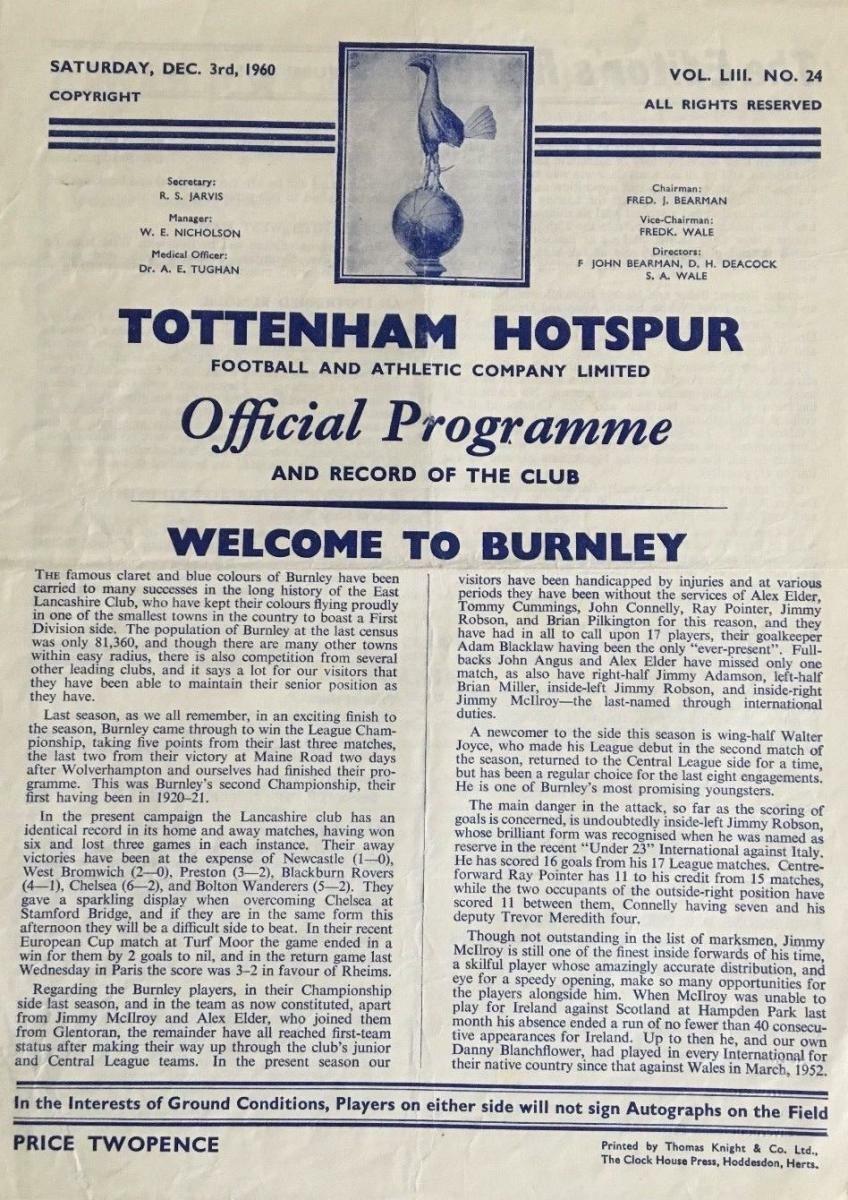 SATURDAY, DEC. 3rd, 1960
COPYRIGHT
VOL. LIII. NO. 24
ALL RIGHTS RESERVED
Secretary:
R. S. JARVIS
Manager:
W. E. NICHOLSON
Medical Officer:
Dr. A. E. TUGHAN
Chairman:
FRED. J. BEARMAN
Vice-Chairman:
FREDK. WALE
Directors:
F JOHN BEARMAN, D. H. DEACOCK
S. A. WALE
TOTTENHAM HOTSPUR
FOOTBALL AND ATHLETIC COMPANY LIMITED
Official Programme
AND RECORD OF THE CLUB
WELCOME TO BURNLEY
THE famous claret and blue colours of Burnley have been
carried to many successes in the long history of the East
Lancashire Club, who have kept their colours flying proudly
in one of the smallest towns in the country to boast a First
Division side. The population of Burnley at the last census
was only 81,360, and though there are many other towns
within easy radius, there is also competition from several
other leading clubs, and it says a lot for our visitors that
they have been able to maintain their senior position as
they have.
Last season, as we all remember, in an exciting finish to
the season, Burnley came through to win the League Cham-
pionship, taking five points from their last three matches,
the last two from their victory at Maine Road two days
after Wolverhampton and ourselves had finished their pro-
gramme. This was Burnley's second Championship, their
first having been in 1920-21.
In the present campaign the Lancashire club has an
identical record in its home and away matches, having won
six and lost three games in each instance. Their away
victories have been at the expense of Newcastle (1—0),
West Bromwich (2—0), Preston (3—2), Blackburn Rovers
(4—1), Chelsea (6—2), and Bolton Wanderers (5—2). They
gave a sparkling display when overcoming Chelsea at
Stamford Bridge, and if they are in the same form this
afternoon they will be a difficult side to beat. In their recent
European Cup match at Turf Moor the game ended in a
win for them by 2 goals to nil, and in the return game last
Wednesday in Paris the score was 3–2 in favour of Rheims.
Regarding the Burnley players, in their Championship
side last season, and in the team as now constituted, apart
from Jimmy McIlroy and Alex Elder, who joined them
from Glentoran, the remainder have all reached first-team
status after making their way up through the club's junior
and Central League teams. In the present season our
visitors have been handicapped by injuries and at various
periods they have been without the services of Alex Elder,
Tommy Cummings, John Connelly, Ray Pointer, Jimmy
Robson, and Brian Pilkington for this reason, and they
have had in all to call upon 17 players, their goalkeeper
Adam Blacklaw having been the only "ever-present". Full-
backs John Angus and Alex Elder have missed only one
match, as also have right-half Jimmy Adamson, left-half
Brian Miller, inside-left Jimmy Robson, and inside-right
Jimmy McIlroy—the last-named through international
duties.
A newcomer to the side this season is wing-half Walter
Joyce, who made his League debut in the second match of
the season, returned to the Central League side for a time,
but has been a regular choice for the last eight engagements.
He is one of Burnley's most promising youngsters.
The main danger in the attack, so far as the scoring of
goals is concerned, is undoubtedly inside-left Jimmy Robson,
whose brilliant form was recognised when he was named as
reserve in the recent "Under 23" International against Italy.
He has scored 16 goals from his 17 League matches. Centre-
forward Ray Pointer has 11 to his credit from 15 matches,
while the two occupants of the outside-right position have
scored 11 between them, Connelly having seven and his
deputy Trevor Meredith four.
Though not outstanding in the list of marksmen, Jimmy
McIlroy is still one of the finest inside forwards of his time,
a skilful player whose amazingly accurate distribution, and
eye for a speedy opening, make so many opportunities for
the players alongside him. When McIlroy was unable to
play for Ireland against Scotland at Hampden Park last
month his absence ended a run of no fewer than 40 consecu-
tive appearances for Ireland. Up to then he, and our own
Danny Blanchflower, had played in every International for
their native country since that against Wales in March, 1952.
In the Interests of Ground Conditions, Players on either side will not sign Autographs on the Field
PRICE TWOPENCE
Printed by Thomas Knight & Co. Ltd.,
The Clock House Press, Hoddesdon, Herts.